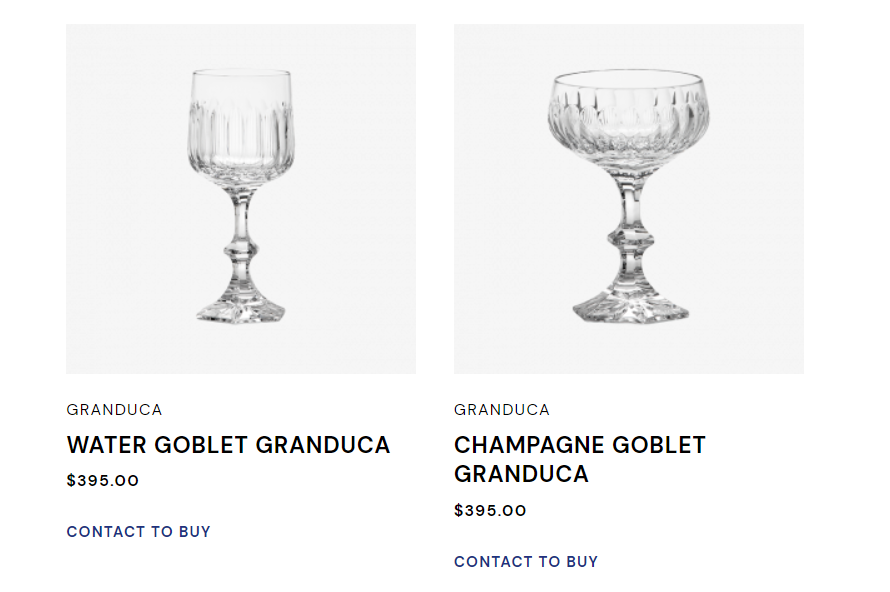 GRANDUCA
WATER GOBLET GRANDUCA
$395.00
CONTACT TO BUY
GRANDUCA
CHAMPAGNE GOBLET
GRANDUCA
$395.00
CONTACT TO BUY